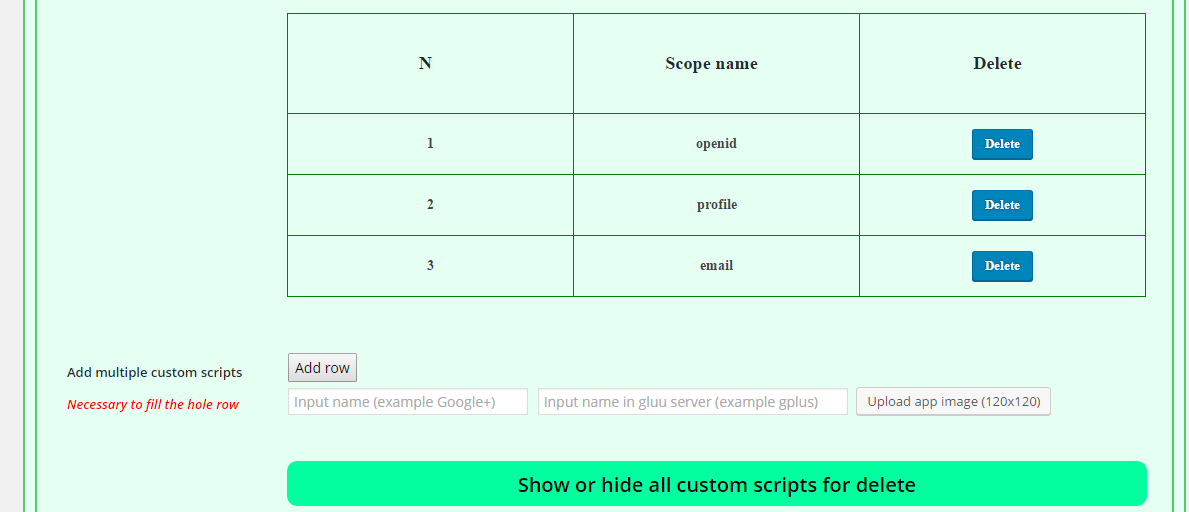 N Scope name Delete
1 openid Delete
2 profile Delete
3 email Delete
Add multiple custom scripts Add row
Necessary to fill the hole row Input name (example Google+) Input name in gluu server (example gplus) Upload app image (120x120)
Show or hide all custom scripts for delete